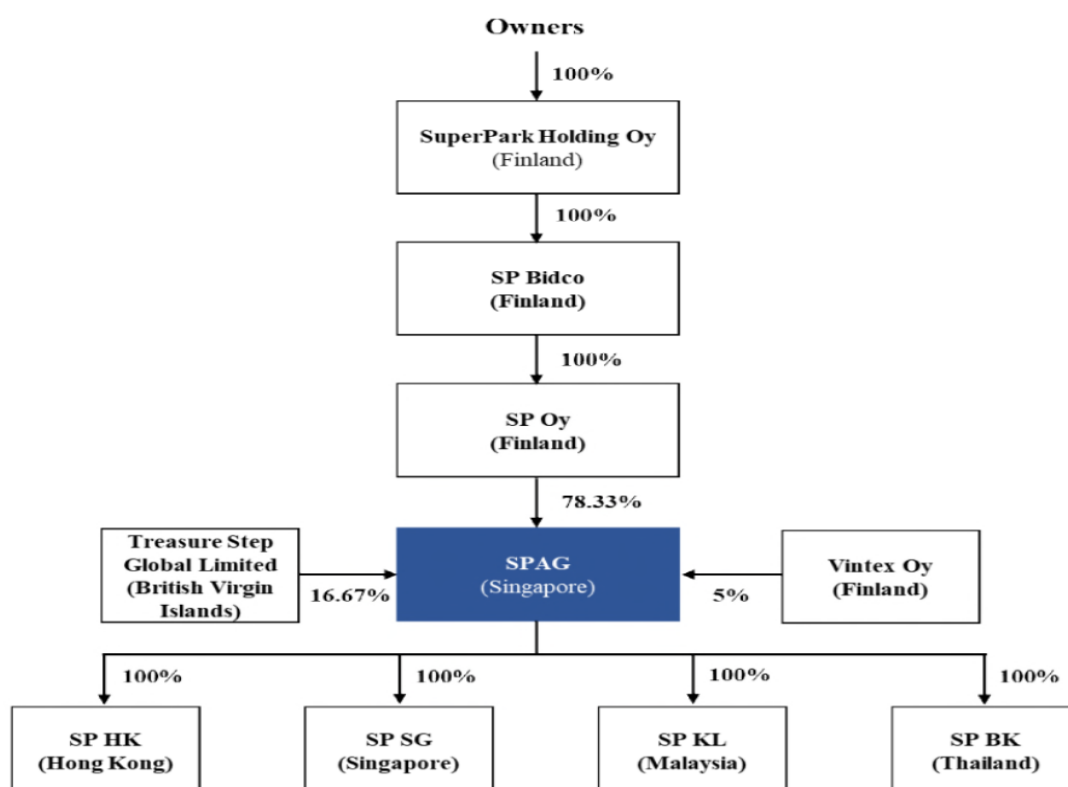 Owners
100%
SuperPark Holding Oy
(Finland)
100%
SP Bidco
(Finland)
100%
SP Oy
(Finland)
78.33%
Treasure Step
Global Limited
(British Virgin
Islands)
16.67%
SPAG
(Singapore)
5%
Vintex Oy
(Finland)
100%
100%
100%
100%
SP HK
(Hong Kong)
SP SG
(Singapore)
SP KL
(Malaysia)
SP BK
(Thailand)